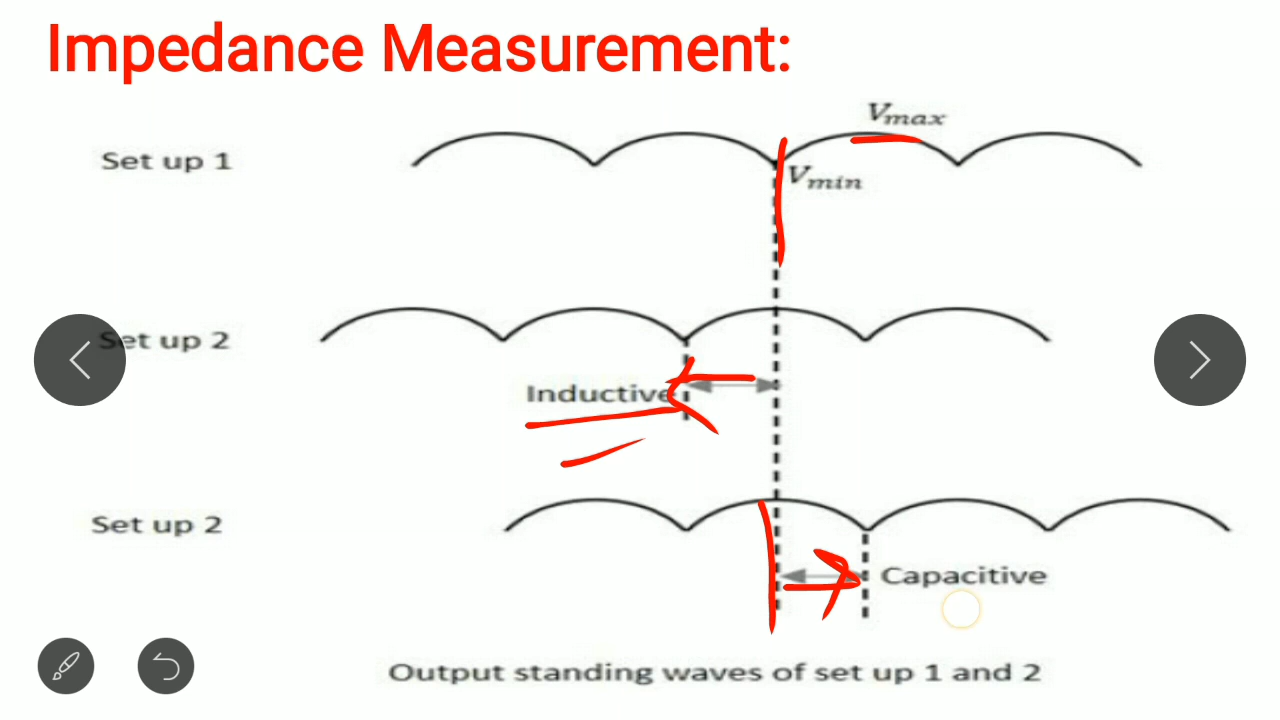 Impedance Measurement:
Vmax
Set up 1
Vmin
Set up 2
Inductive
Set up 2
Capacitive
Output standing waves of set up 1 and 2